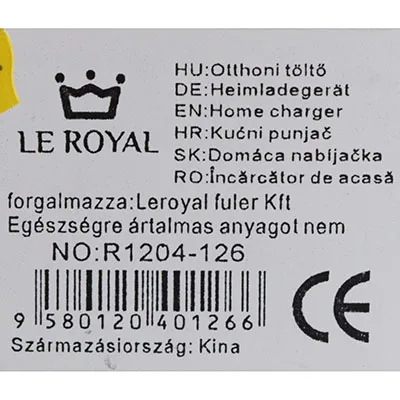 LE ROYAL
HU:Otthoni töltő
DE:Heimladegerät
EN:Home charger
HR:Kućni punjač
SK:Domáca nabíjačka
RO:Încărcător de acasă
forgalmazza:Leroyal fuler Kft
Egészségre ártalmas anyagot nem
NO:R1204-126
9 580120 401266
CE
Származásiország: Kina